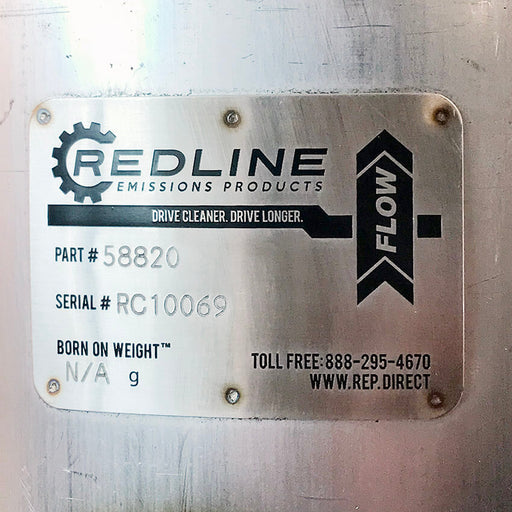 REDLINE
EMISSIONS PRODUCTS
DRIVE CLEANER. DRIVE LONGER.
FLOW
PART # 58820
SERIAL # RC10069
BORN ON WEIGHT™
N/A g
TOLL FREE: 888-295-4670
WWW.REP.DIRECT